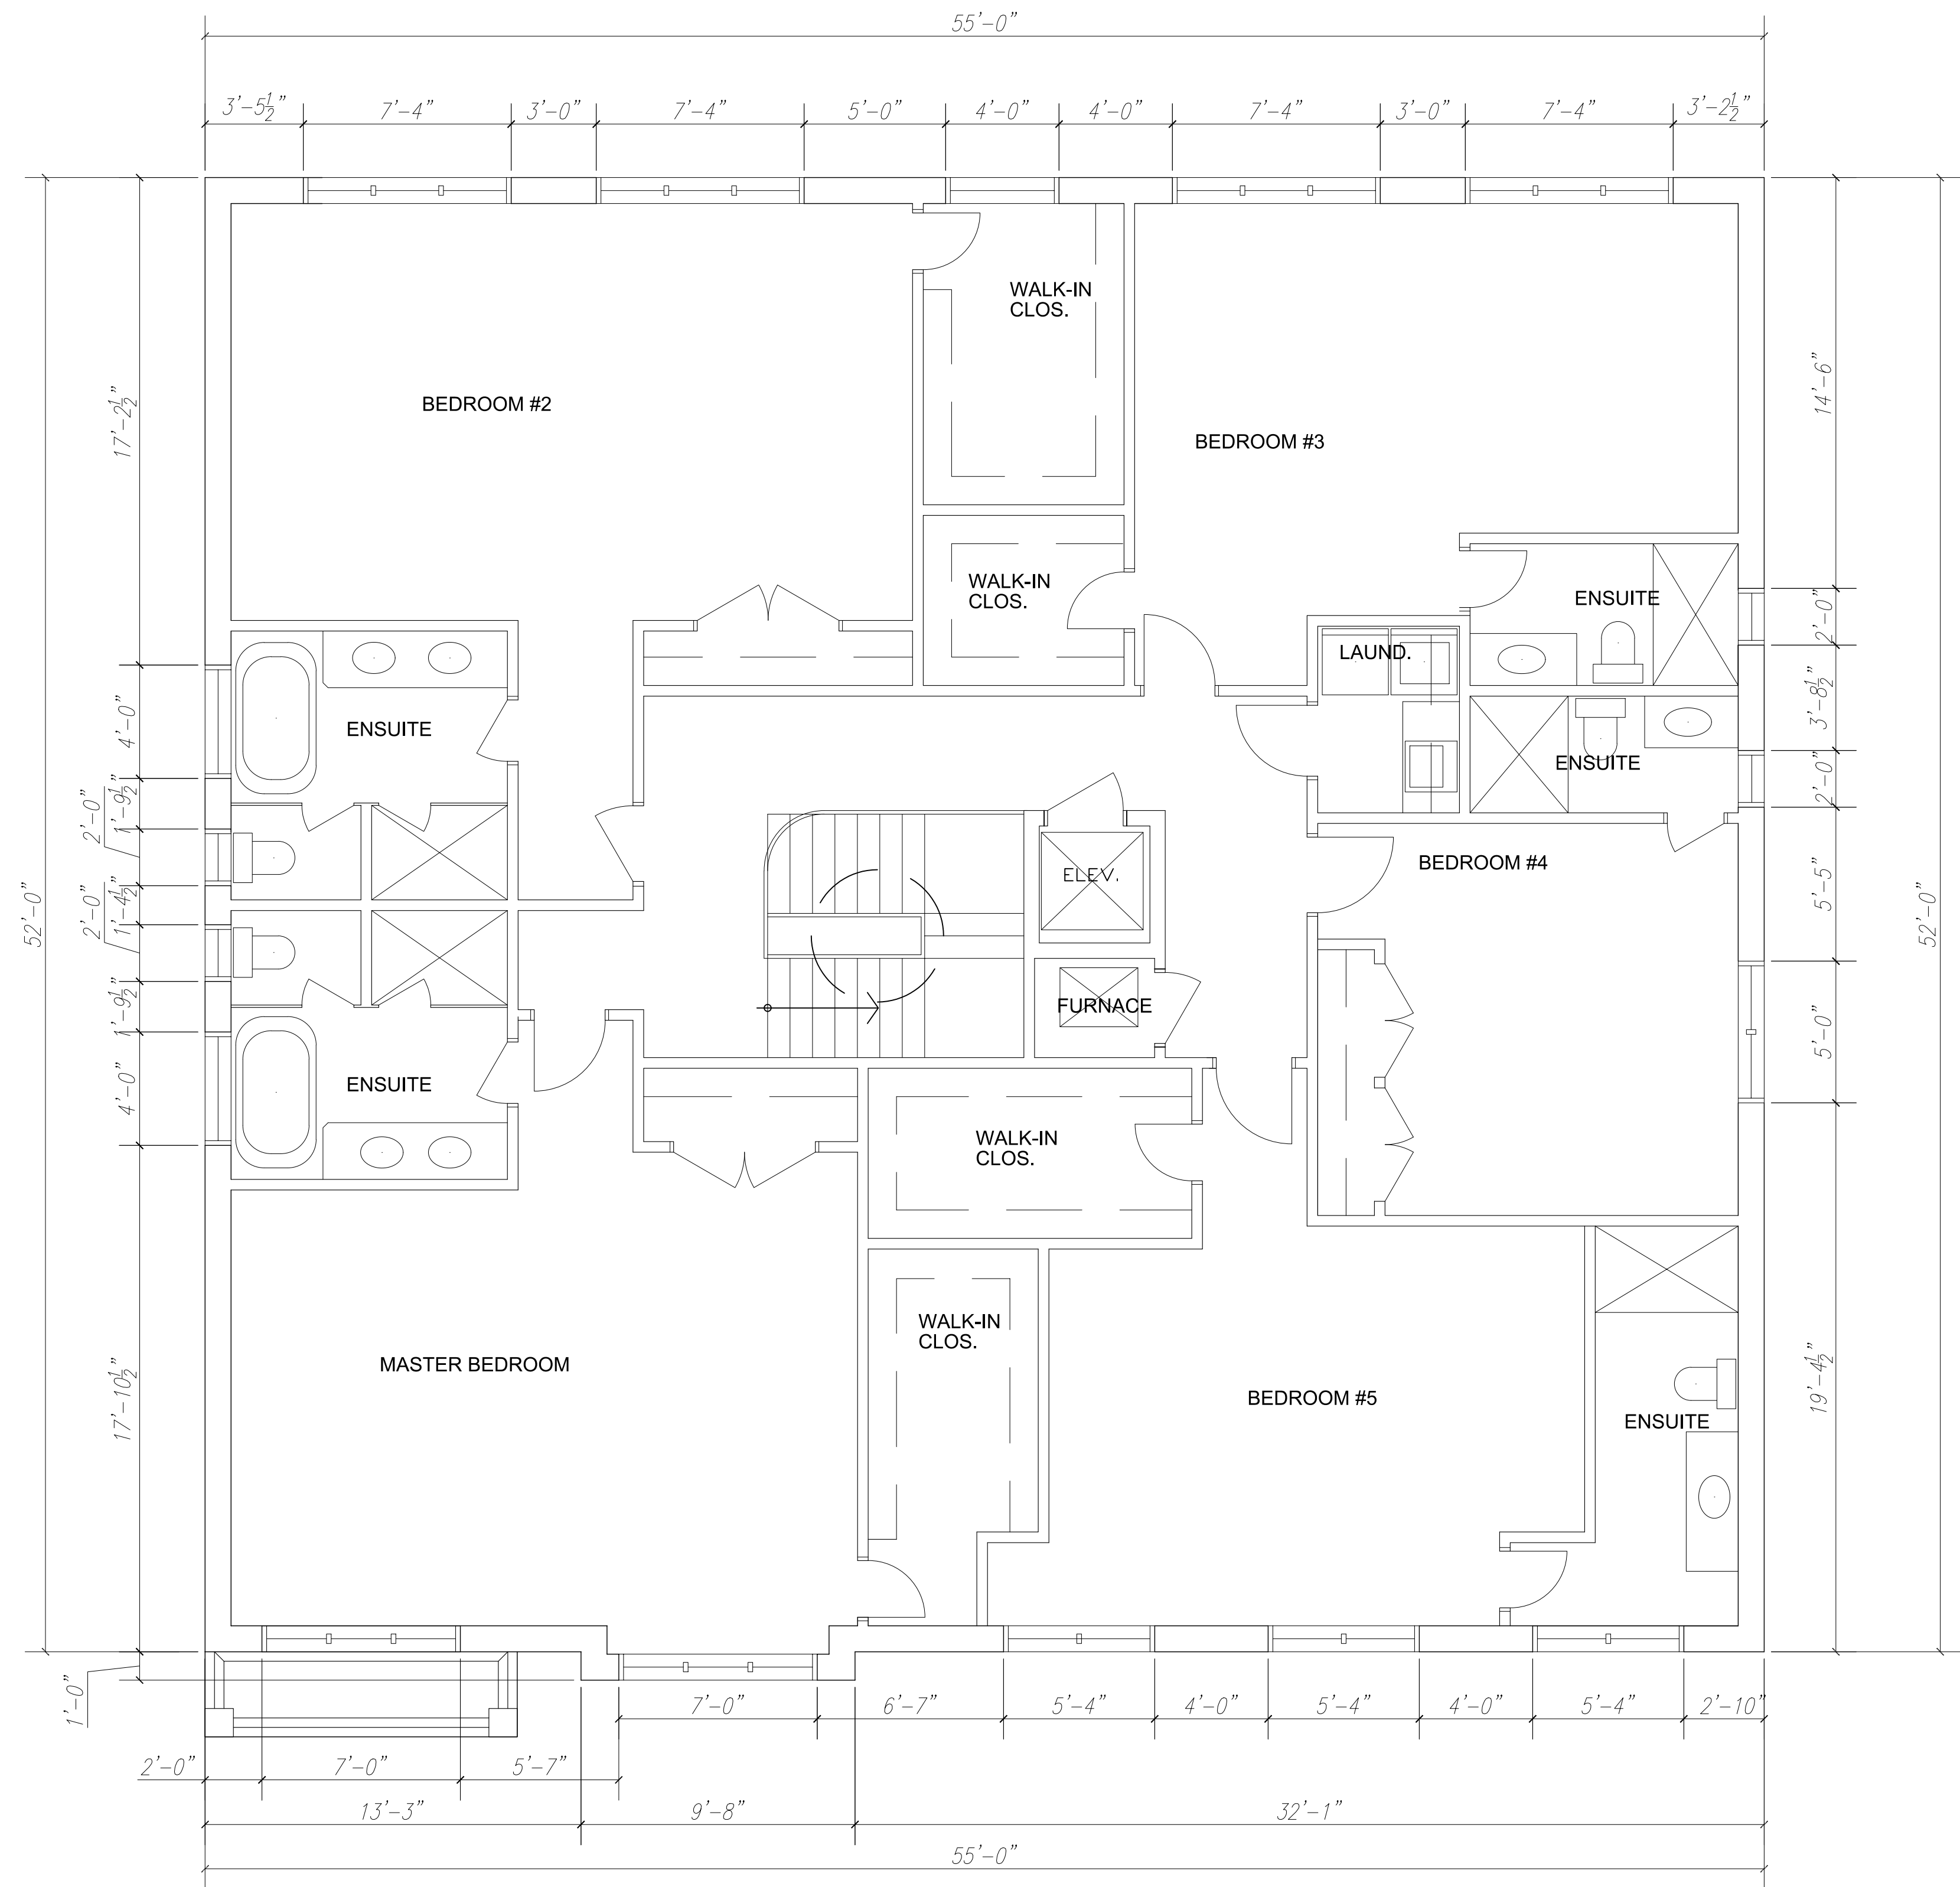 55'-0"
3'-5½" 7'-4" 3'-0" 7'-4" 5'-0" 4'-0" 4'-0" 7'-4" 3'-0" 7'-4" 3'-2½"
WALK-IN
CLOS.
BEDROOM #2
BEDROOM #3
17'-2½"
14'-6"
WALK-IN
CLOS.
ENSUITE
2'-0"
LAUND.
3'-8½"
4'-0"
ENSUITE
ENSUITE
2'-0"
2'-0"
1'-9½"
BEDROOM #4
ELEV.
5'-5"
52'-0"
2'-0"
1'-4½"
52'-0"
1'-9½"
FURNACE
5'-0"
4'-0"
ENSUITE
WALK-IN
CLOS.
WALK-IN
CLOS.
MASTER BEDROOM
17'-10½"
19'-4½"
BEDROOM #5
ENSUITE
1'-0"
7'-0" 6'-7" 5'-4" 4'-0" 5'-4" 4'-0" 5'-4" 2'-10"
2'-0" 7'-0" 5'-7"
13'-3" 9'-8" 32'-1"
55'-0"